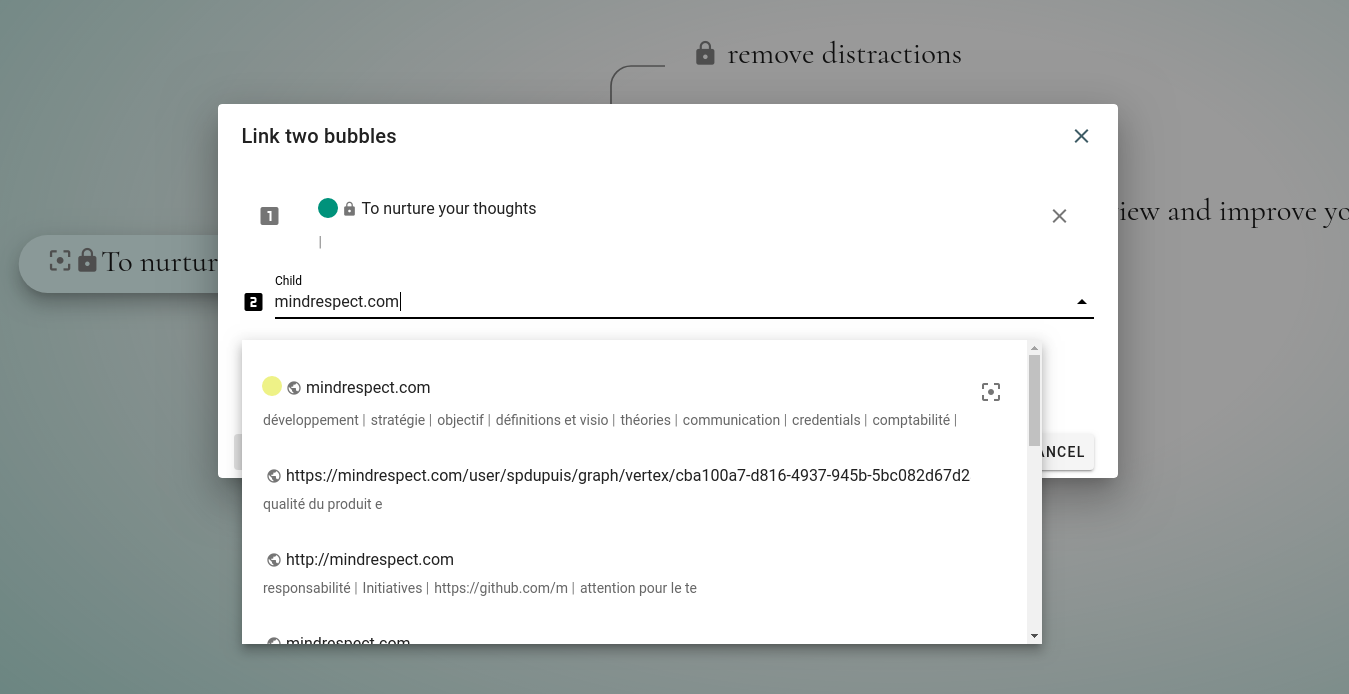 remove distractions
Link two bubbles
1
To nurture your thoughts
|
iew and improve yo
To nurtur
Child
2
mindrespect.com
mindrespect.com
développement | stratégie | objectif | définitions et visio | théories | communication | credentials | comptabilité |
https://mindrespect.com/user/spdupuis/graph/vertex/cba100a7-d816-4937-945b-5bc082d67d2
ANCEL
qualité du produit e
http://mindrespect.com
responsabilité | Initiatives | https://github.com/m | attention pour le te
mindrespect.com